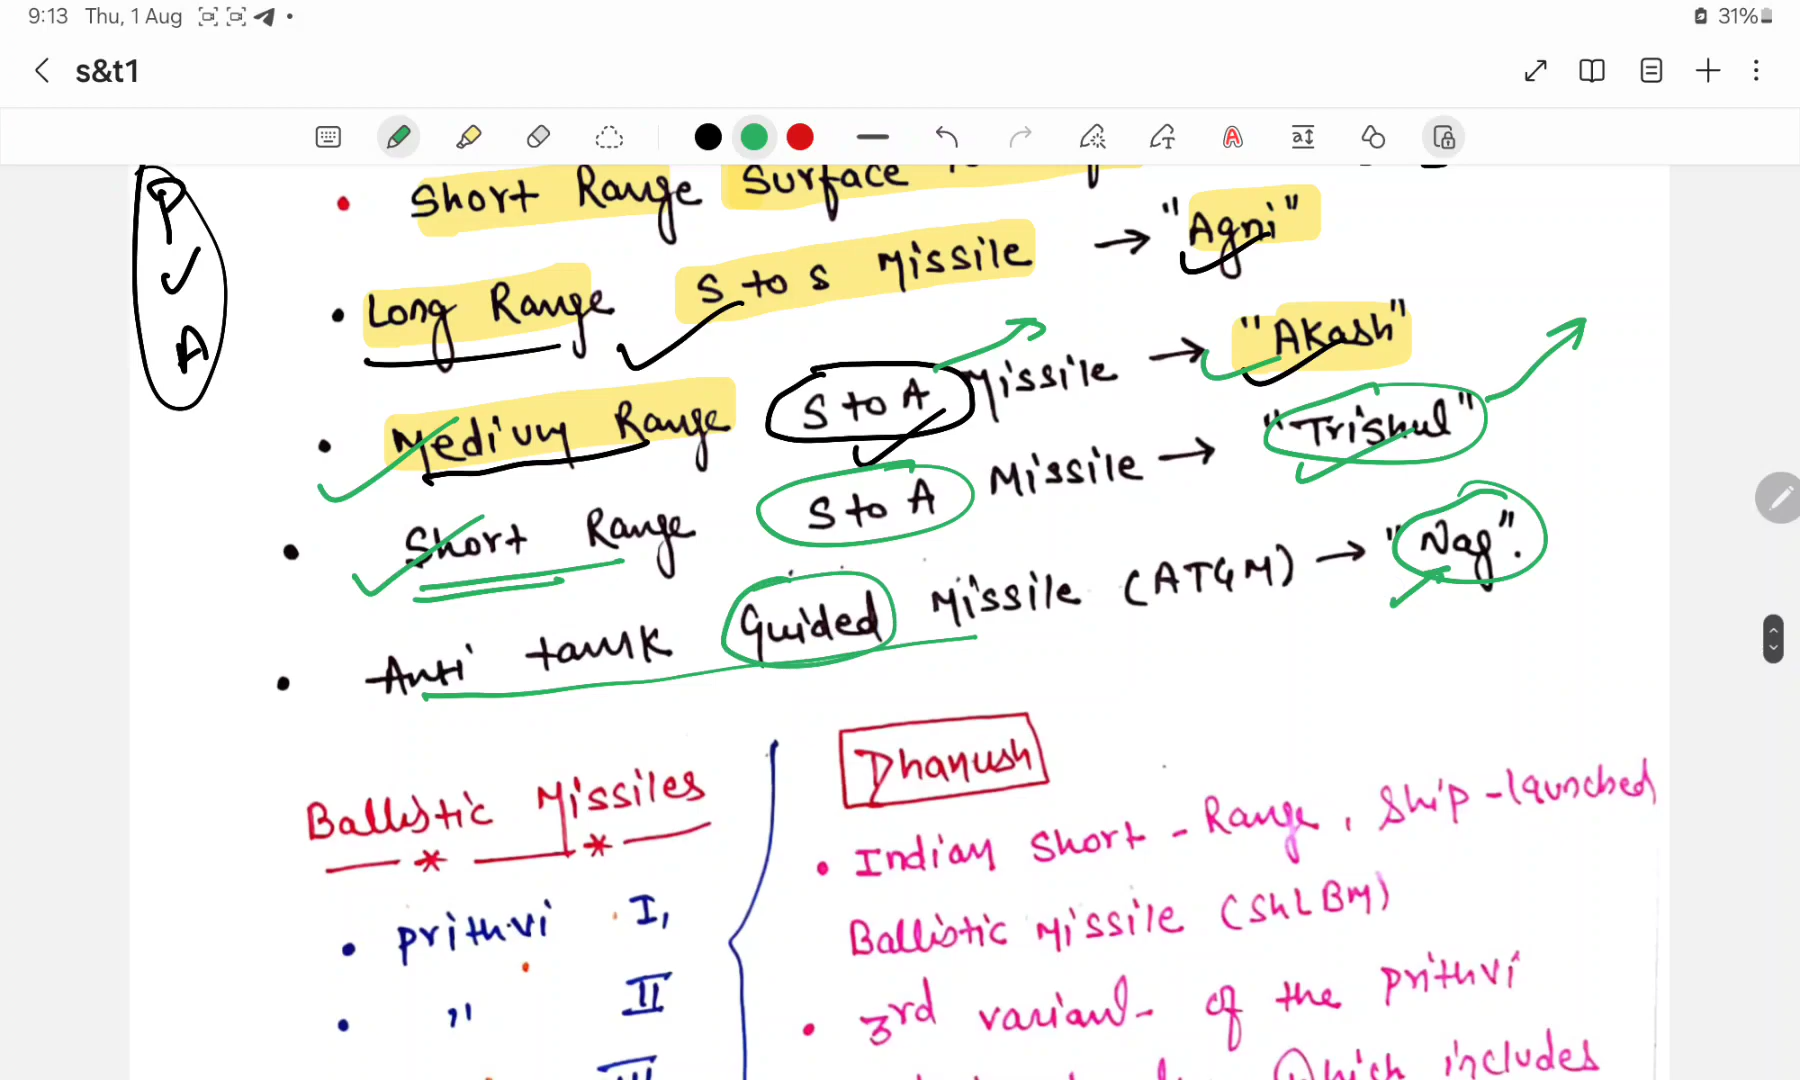 9:13 Thu, 1 Aug
31%
s&t1
P
A
• Short Range Surface
• Long Range S to S Missile → "Agni"
• Medium Range S to A Missile → "Akash"
• Short Range S to A Missile → "Trishul"
• Anti tank Guided Missile (ATGM) → "Nag".
Ballistic Missiles
• prithvi I,
• " II
III
Dhanush
• Indian Short - Range, Ship - launched
Ballistic Missile (ShLBM)
• 3rd variant of the prithvi
which includes